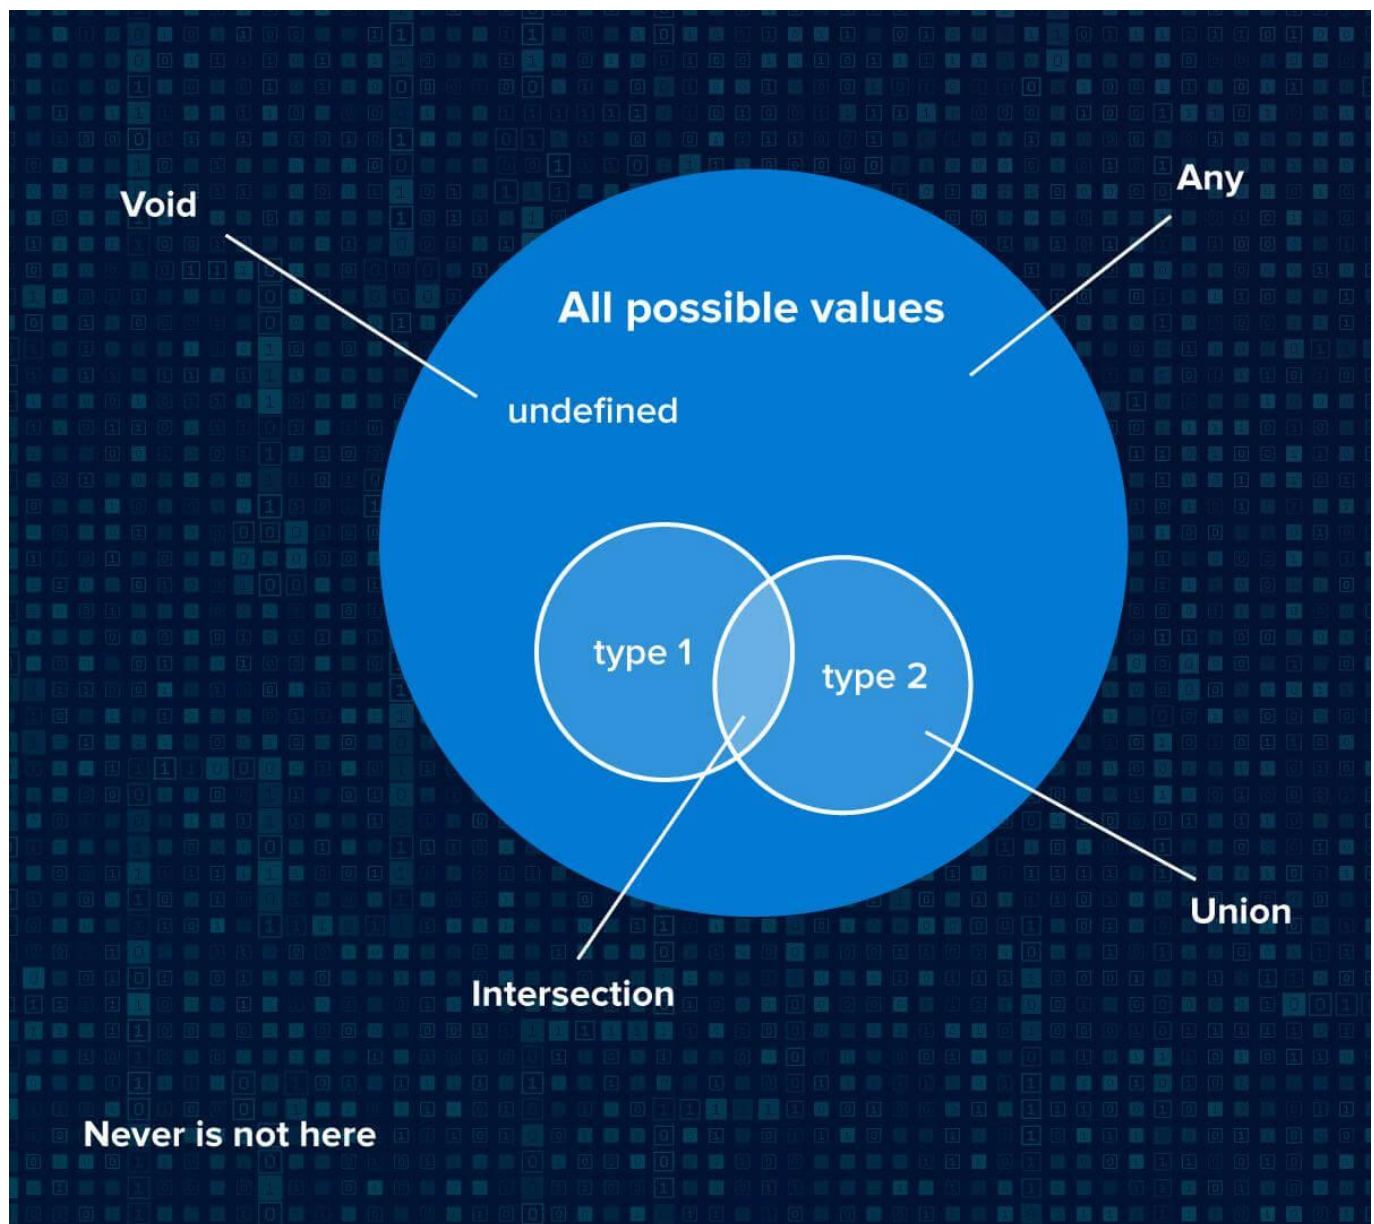 Void
Any
All possible values
undefined
type 1
type 2
Union
Intersection
Never is not here